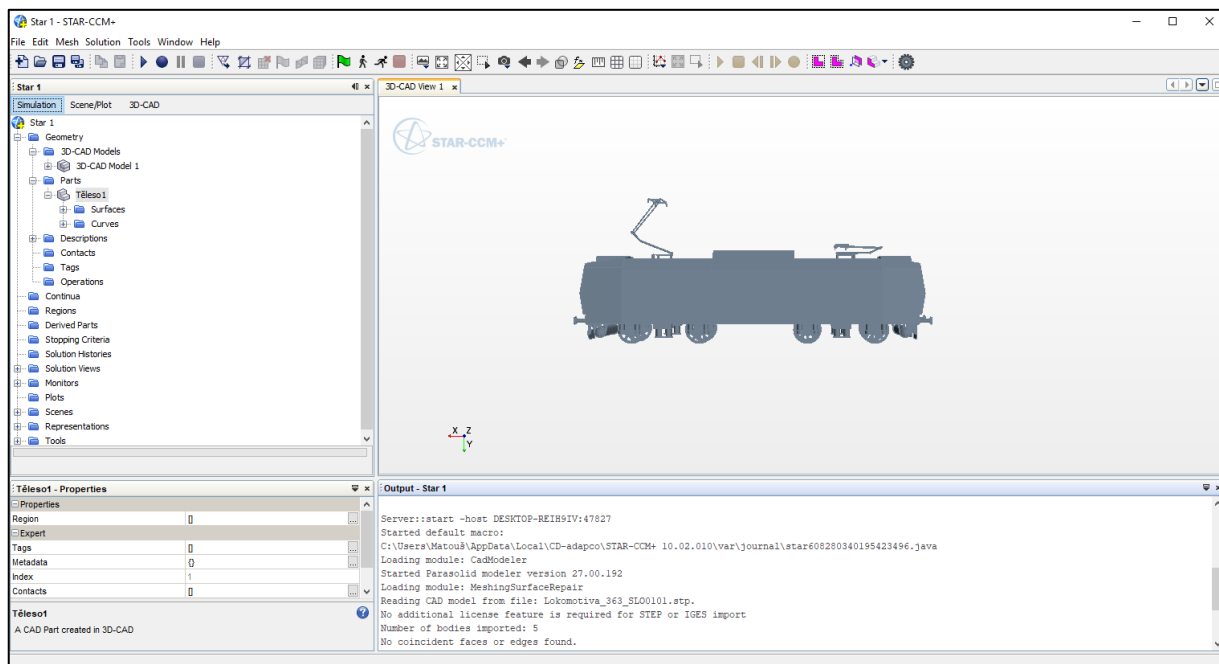 Star 1 - STAR-CCM+
File Edit Mesh Solution Tools Window Help
Star 1
Simulation Scene/Plot 3D-CAD
Star 1
Geometry
3D-CAD Models
3D-CAD Model 1
Parts
Těleso1
Surfaces
Curves
Descriptions
Contacts
Tags
Operations
Continua
Regions
Derived Parts
Stopping Criteria
Solution Histories
Solution Views
Monitors
Plots
Scenes
Representations
Tools
3D-CAD View 1
STAR-CCM+
X Z
Y
Těleso1 - Properties
Properties
Region []
Expert
Tags []
Metadata {}
Index 1
Contacts []
Těleso1
A CAD Part created in 3D-CAD
Output - Star 1
Server::start -host DESKTOP-REIH9IV:47827
Started default macro:
C:\Users\Matouš\AppData\Local\CD-adapco\STAR-CCM+ 10.02.010\var\journal\star608280340195423496.java
Loading module: CadModeler
Started Parasolid modeler version 27.00.192
Loading module: MeshingSurfaceRepair
Reading CAD model from file: Lokomotiva_363_SLO0101.stp.
No additional license feature is required for STEP or IGES import
Number of bodies imported: 5
No coincident faces or edges found.